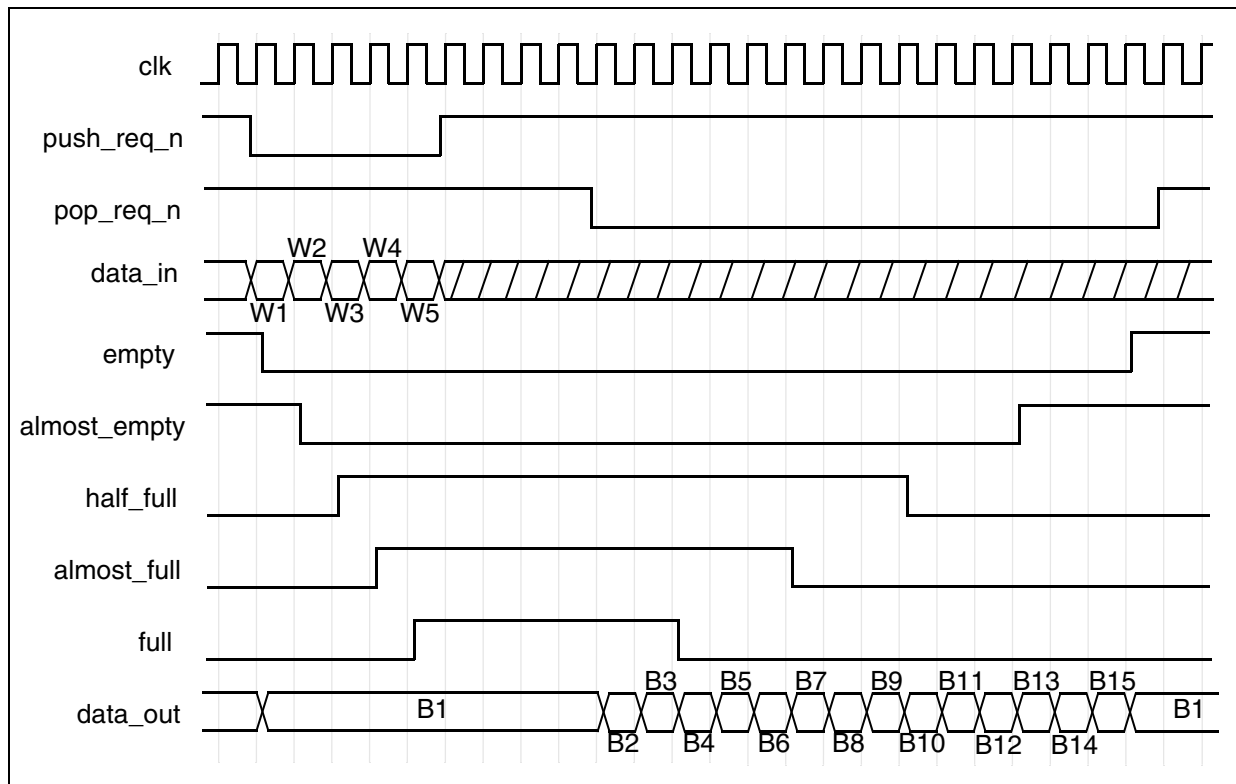 clk
push_req_n
pop_req_n
W2 W4
data_in
W1 W3 W5
empty
almost_empty
half_full
almost_full
full
B3 B5 B7 B9 B11 B13 B15
data_out B1 B1
B2 B4 B6 B8 B10 B12 B14